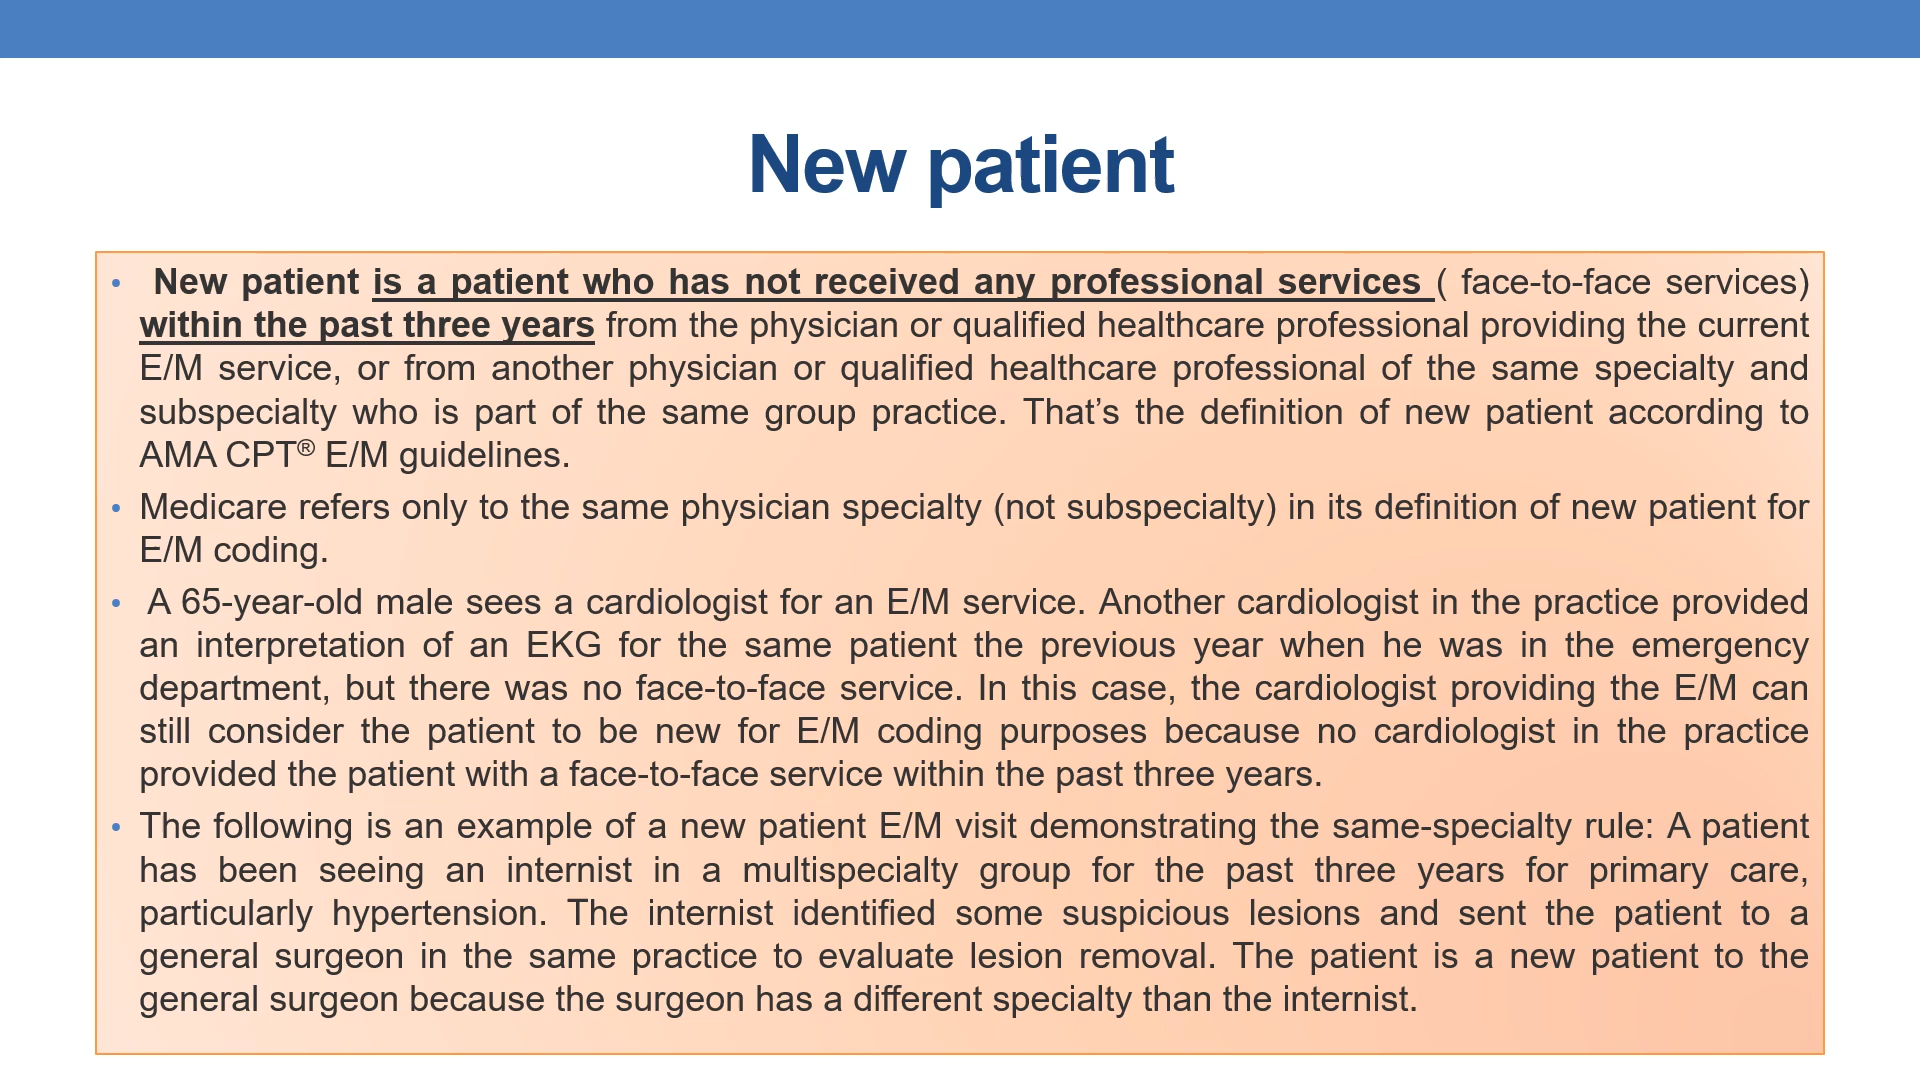 New patient
• New patient is a patient who has not received any professional services ( face-to-face services)
within the past three years from the physician or qualified healthcare professional providing the current
E/M service, or from another physician or qualified healthcare professional of the same specialty and
subspecialty who is part of the same group practice. That’s the definition of new patient according to
AMA CPT® E/M guidelines.
• Medicare refers only to the same physician specialty (not subspecialty) in its definition of new patient for
E/M coding.
• A 65-year-old male sees a cardiologist for an E/M service. Another cardiologist in the practice provided
an interpretation of an EKG for the same patient the previous year when he was in the emergency
department, but there was no face-to-face service. In this case, the cardiologist providing the E/M can
still consider the patient to be new for E/M coding purposes because no cardiologist in the practice
provided the patient with a face-to-face service within the past three years.
• The following is an example of a new patient E/M visit demonstrating the same-specialty rule: A patient
has been seeing an internist in a multispecialty group for the past three years for primary care,
particularly hypertension. The internist identified some suspicious lesions and sent the patient to a
general surgeon in the same practice to evaluate lesion removal. The patient is a new patient to the
general surgeon because the surgeon has a different specialty than the internist.